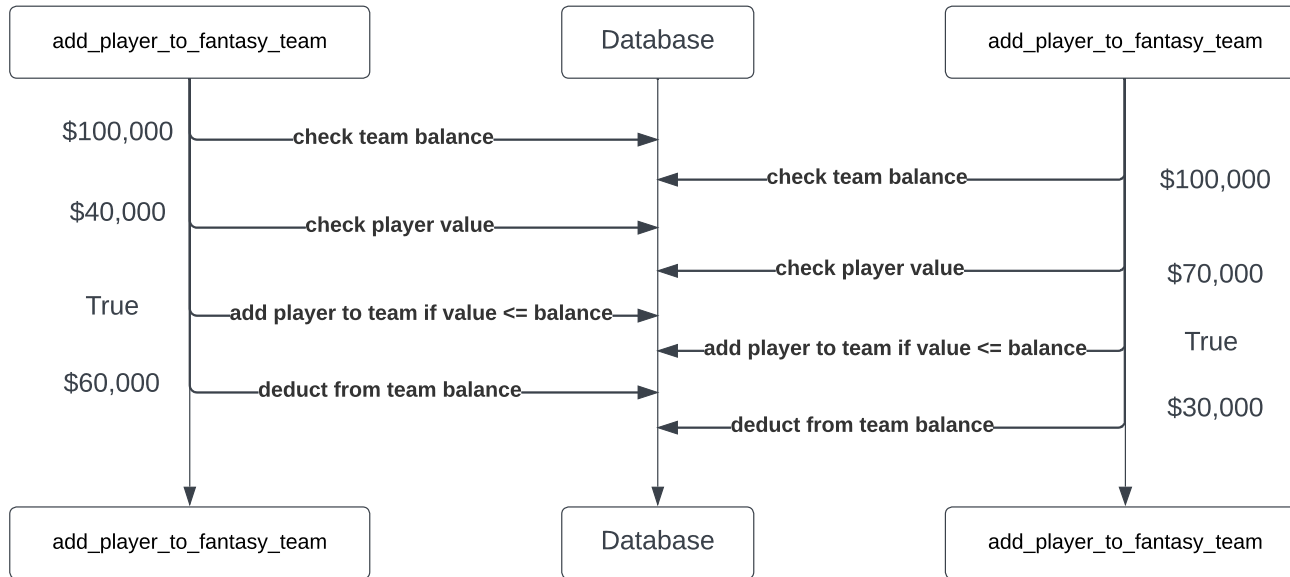 add_player_to_fantasy_team
Database
add_player_to_fantasy_team
$100,000
check team balance
check team balance
$100,000
$40,000
check player value
check player value
$70,000
True
add player to team if value <= balance
add player to team if value <= balance
True
$60,000
deduct from team balance
deduct from team balance
$30,000
add_player_to_fantasy_team
Database
add_player_to_fantasy_team